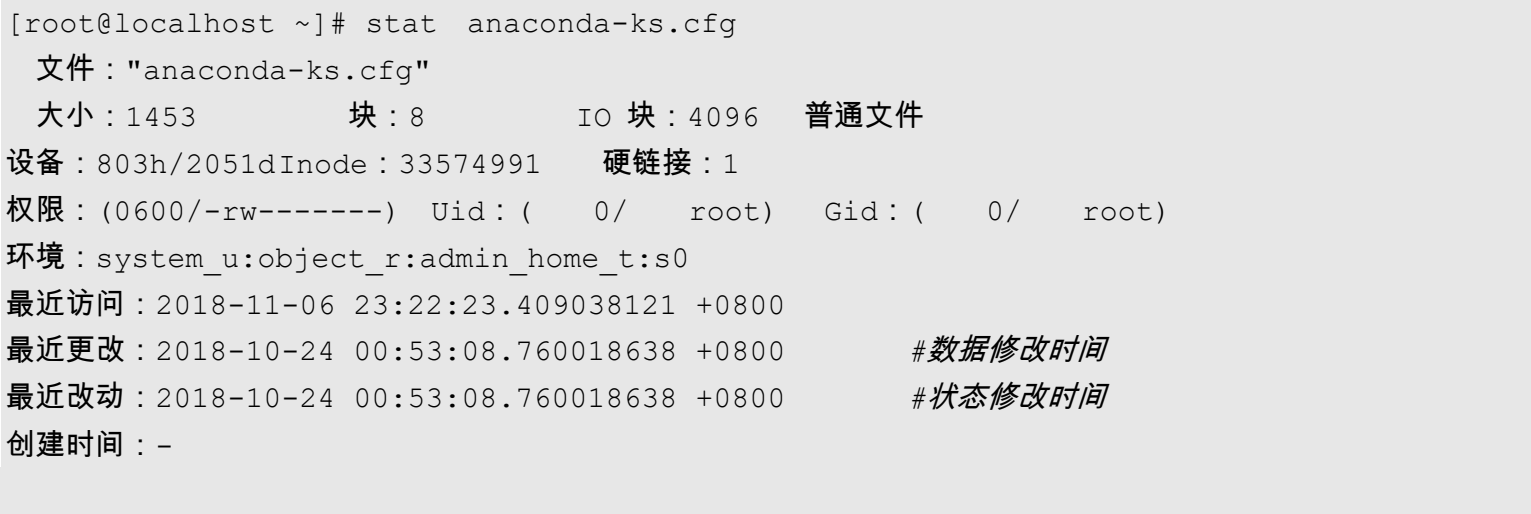 [root@localhost ~]# stat anaconda-ks.cfg
文件："anaconda-ks.cfg"
大小：1453 块：8 IO 块：4096 普通文件
设备：803h/2051dInode：33574991 硬链接：1
权限：(0600/-rw-------) Uid：( 0/ root) Gid：( 0/ root)
环境：system_u:object_r:admin_home_t:s0
最近访问：2018-11-06 23:22:23.409038121 +0800
最近更改：2018-10-24 00:53:08.760018638 +0800 #数据修改时间
最近改动：2018-10-24 00:53:08.760018638 +0800 #状态修改时间
创建时间：-